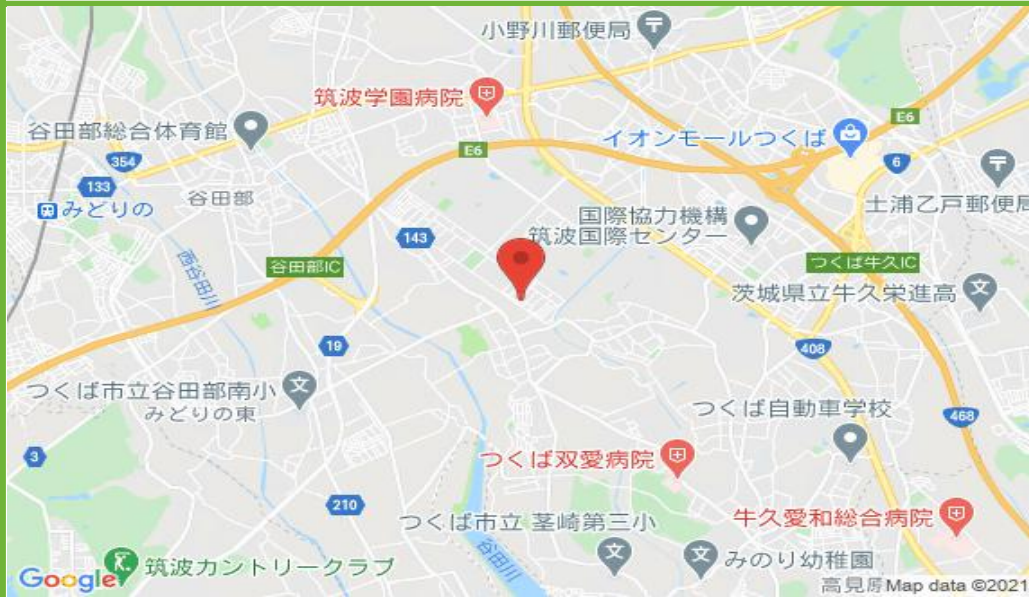 小野川郵便局
筑波学園病院
谷田部総合体育館
イオンモールつくば
E6
E6
354
6
133
谷田部
みどりの
国際協力機構
筑波国際センター
土浦乙戸郵便局
143
西谷田川
谷田部IC
つくば牛久IC
茨城県立牛久栄進高
19
408
つくば市立谷田部南小
みどりの東
つくば自動車学校
468
3
つくば双愛病院
210
つくば市立 茎崎第三小
牛久愛和総合病院
谷田川
みのり幼稚園
筑波カントリークラブ
Google
高見原
Map data ©2021